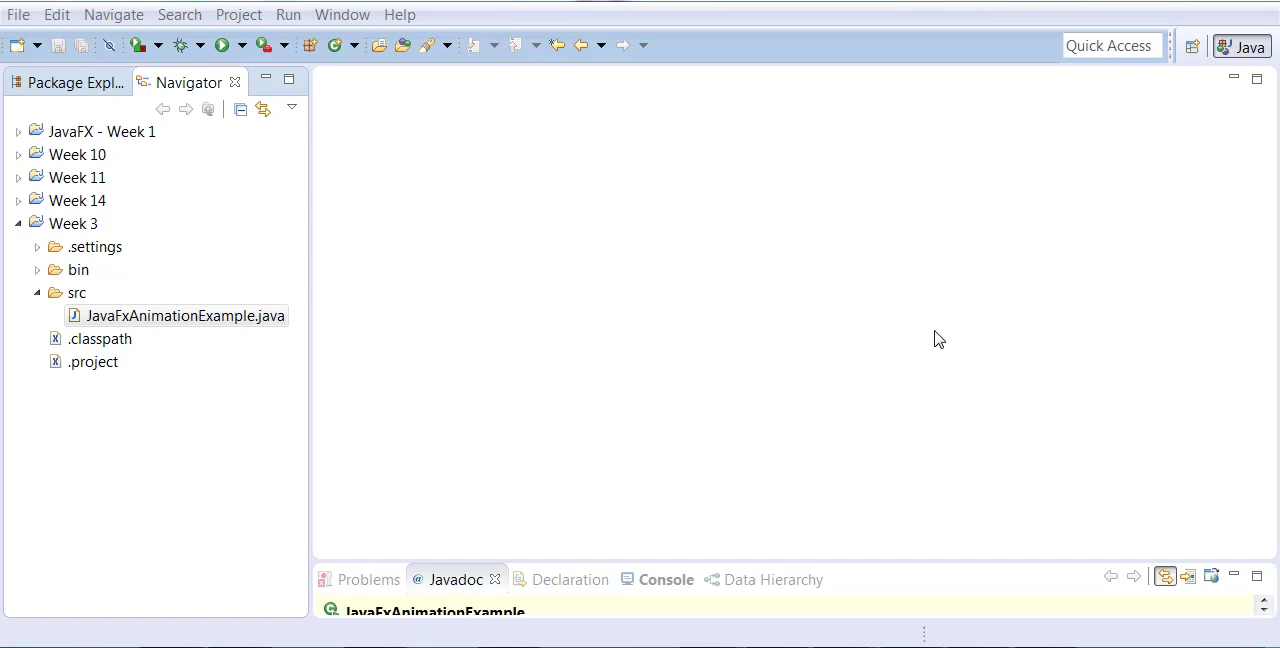 File Edit Navigate Search Project Run Window Help
Quick Access
Java
Package Expl...
Navigator
JavaFX - Week 1
Week 10
Week 11
Week 14
Week 3
.settings
bin
src
JavaFxAnimationExample.java
.classpath
.project
Problems
@ Javadoc
Declaration
Console
Data Hierarchy
JavaFxAnimationExample